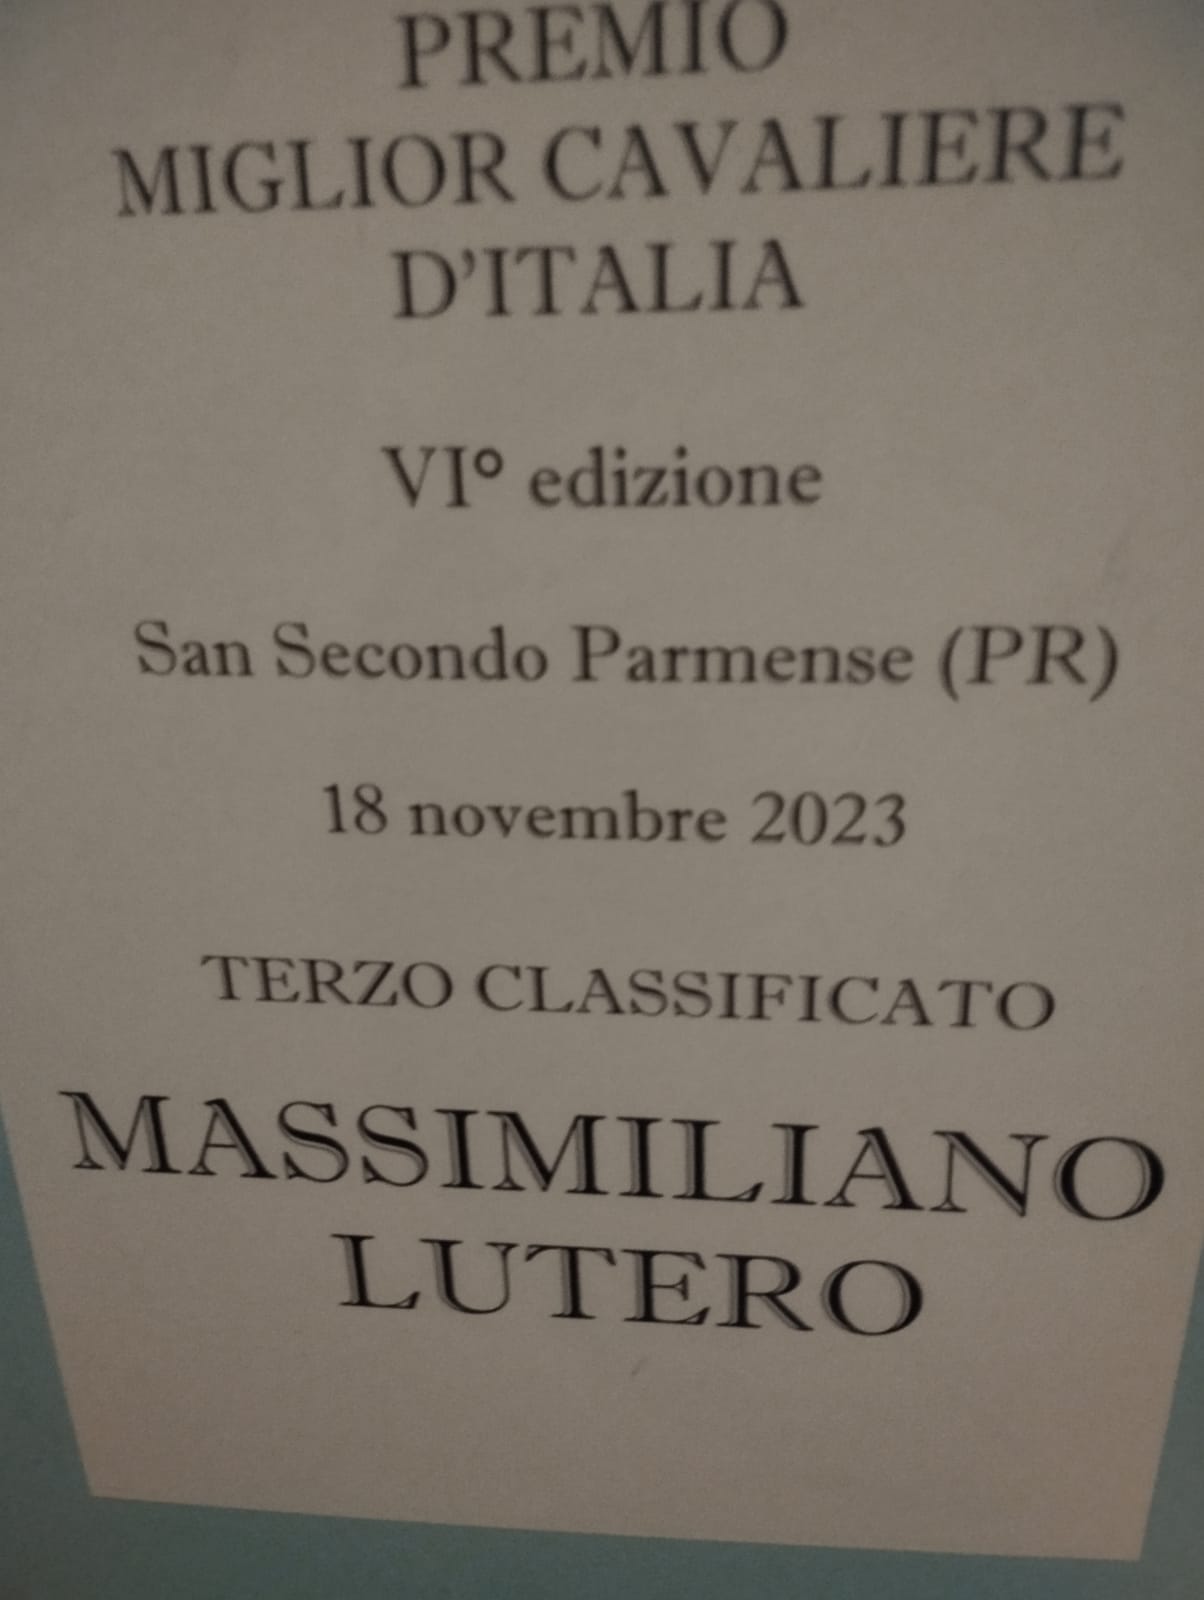 PREMIO
MIGLIOR CAVALIERE
D'ITALIA
VI° edizione
San Secondo Parmense (PR)
18 novembre 2023
TERZO CLASSIFICATO
MASSIMILIANO
LUTERO